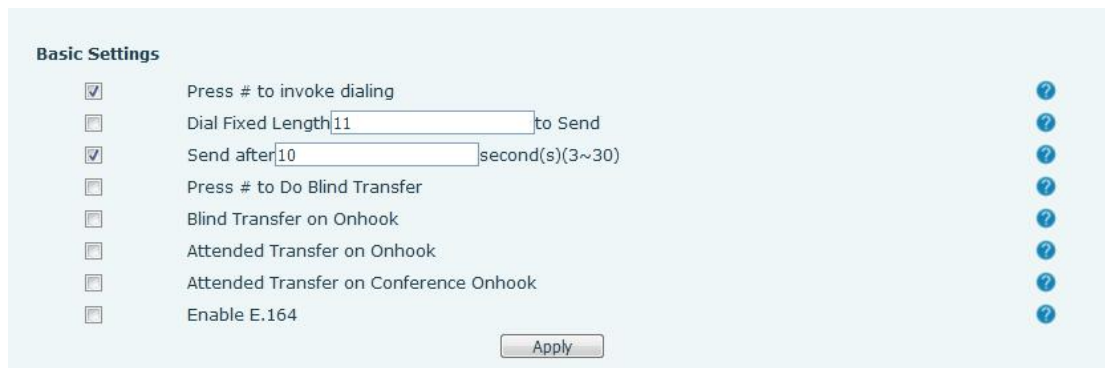 Basic Settings
Press # to invoke dialing ?
Dial Fixed Length 11 to Send ?
Send after 10 second(s)(3~30) ?
Press # to Do Blind Transfer ?
Blind Transfer on Onhook ?
Attended Transfer on Onhook ?
Attended Transfer on Conference Onhook ?
Enable E.164 ?
Apply